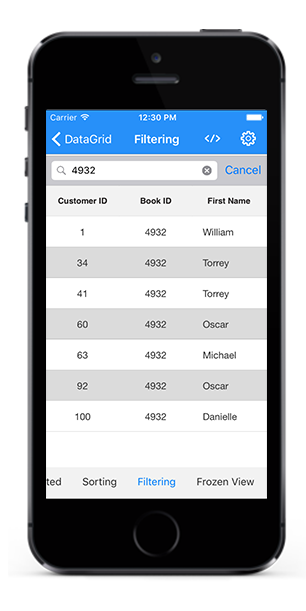 Carrier 12:30 PM
DataGrid Filtering </>
4932 Cancel
Customer ID Book ID First Name
1 4932 William
34 4932 Torrey
41 4932 Torrey
60 4932 Oscar
63 4932 Michael
92 4932 Oscar
100 4932 Danielle
ted Sorting Filtering Frozen View